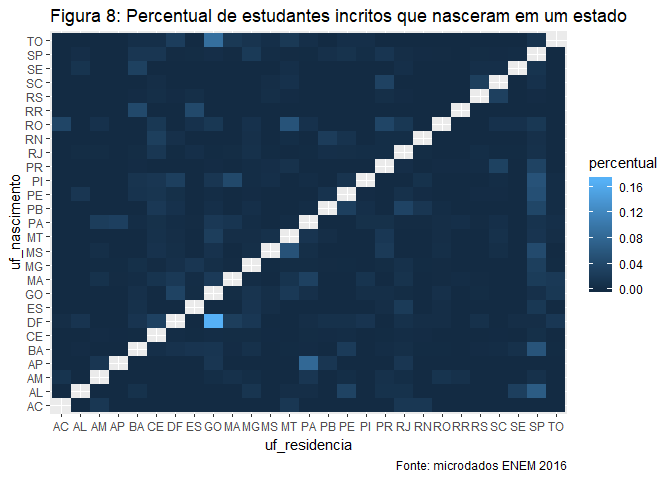 Figura 8: Percentual de estudantes incritos que nasceram em um estado
TO
SP
SE
SC
RS
RR
RO
RN
RJ
PR
PI
PE
PB
PA
MT
MS
MG
MA
GO
ES
DF
CE
BA
AP
AM
AL
AC
uf_nascimento
AC AL AM AP BA CE DF ES GO MA MG MS MT PA PB PE PI PR RJ RN RO RR RS SC SE SP TO
uf_residencia
percentual
0.16
0.12
0.08
0.04
0.00
Fonte: microdados ENEM 2016